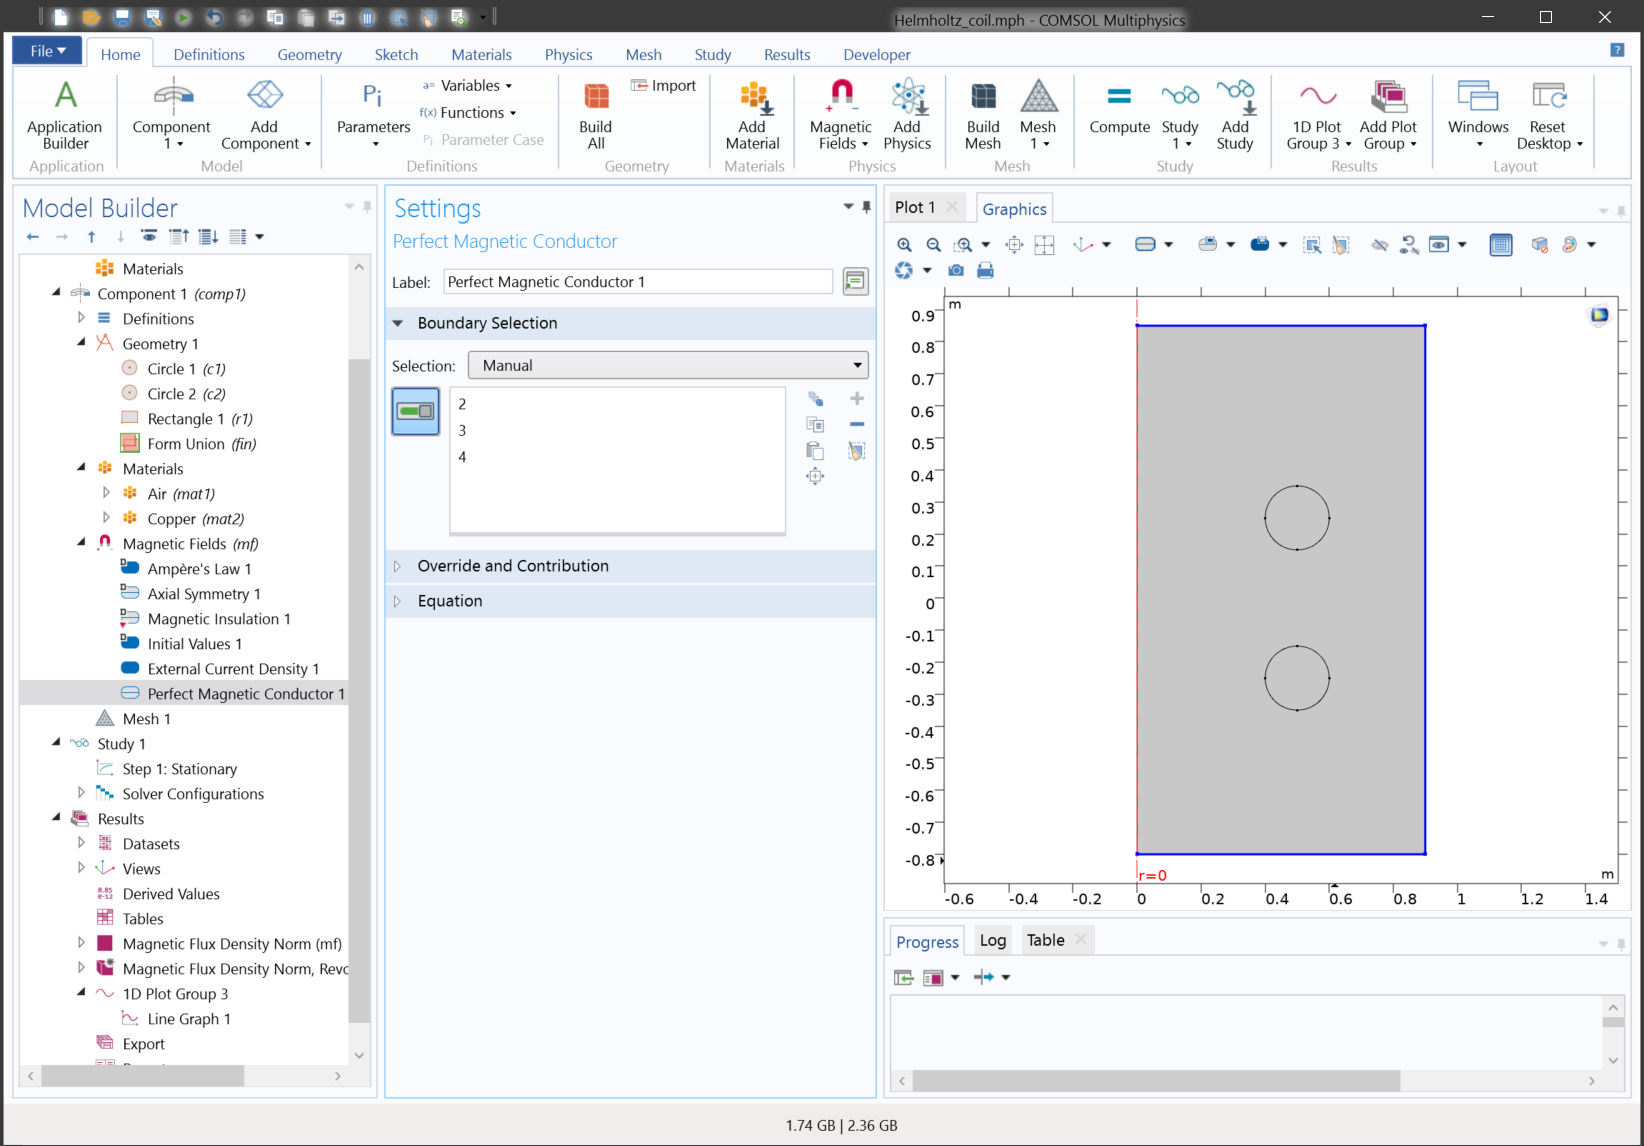 Helmholtz_coil.mph - COMSOL Multiphysics
File
Home
Definitions
Geometry
Sketch
Materials
Physics
Mesh
Study
Results
Developer
?
Application Builder
Application
Component 1
Add Component
Model
Pi
Parameters
a= Variables
f(x) Functions
Pi Parameter Case
Definitions
Build All
Import
Geometry
Add Material
Materials
Magnetic Fields
Add Physics
Physics
Build Mesh
Mesh 1
Mesh
Compute
Study 1
Add Study
Study
1D Plot Group 3
Add Plot Group
Results
Windows
Reset Desktop
Layout
Model Builder
Materials
Component 1 (comp1)
Definitions
Geometry 1
Circle 1 (c1)
Circle 2 (c2)
Rectangle 1 (r1)
Form Union (fin)
Materials
Air (mat1)
Copper (mat2)
Magnetic Fields (mf)
Ampère's Law 1
Axial Symmetry 1
Magnetic Insulation 1
Initial Values 1
External Current Density 1
Perfect Magnetic Conductor 1
Mesh 1
Study 1
Step 1: Stationary
Solver Configurations
Results
Datasets
Views
8.85
e-12
Derived Values
Tables
Magnetic Flux Density Norm (mf)
Magnetic Flux Density Norm, Revo
1D Plot Group 3
Line Graph 1
Export
Settings
Perfect Magnetic Conductor
Label: Perfect Magnetic Conductor 1
Boundary Selection
Selection: Manual
2
3
4
Override and Contribution
Equation
Plot 1
Graphics
m
0.9
0.8
0.7
0.6
0.5
0.4
0.3
0.2
0.1
0
-0.1
-0.2
-0.3
-0.4
-0.5
-0.6
-0.7
-0.8
r=0
m
-0.6 -0.4 -0.2 0 0.2 0.4 0.6 0.8 1 1.2 1.4
Progress
Log
Table
1.74 GB | 2.36 GB